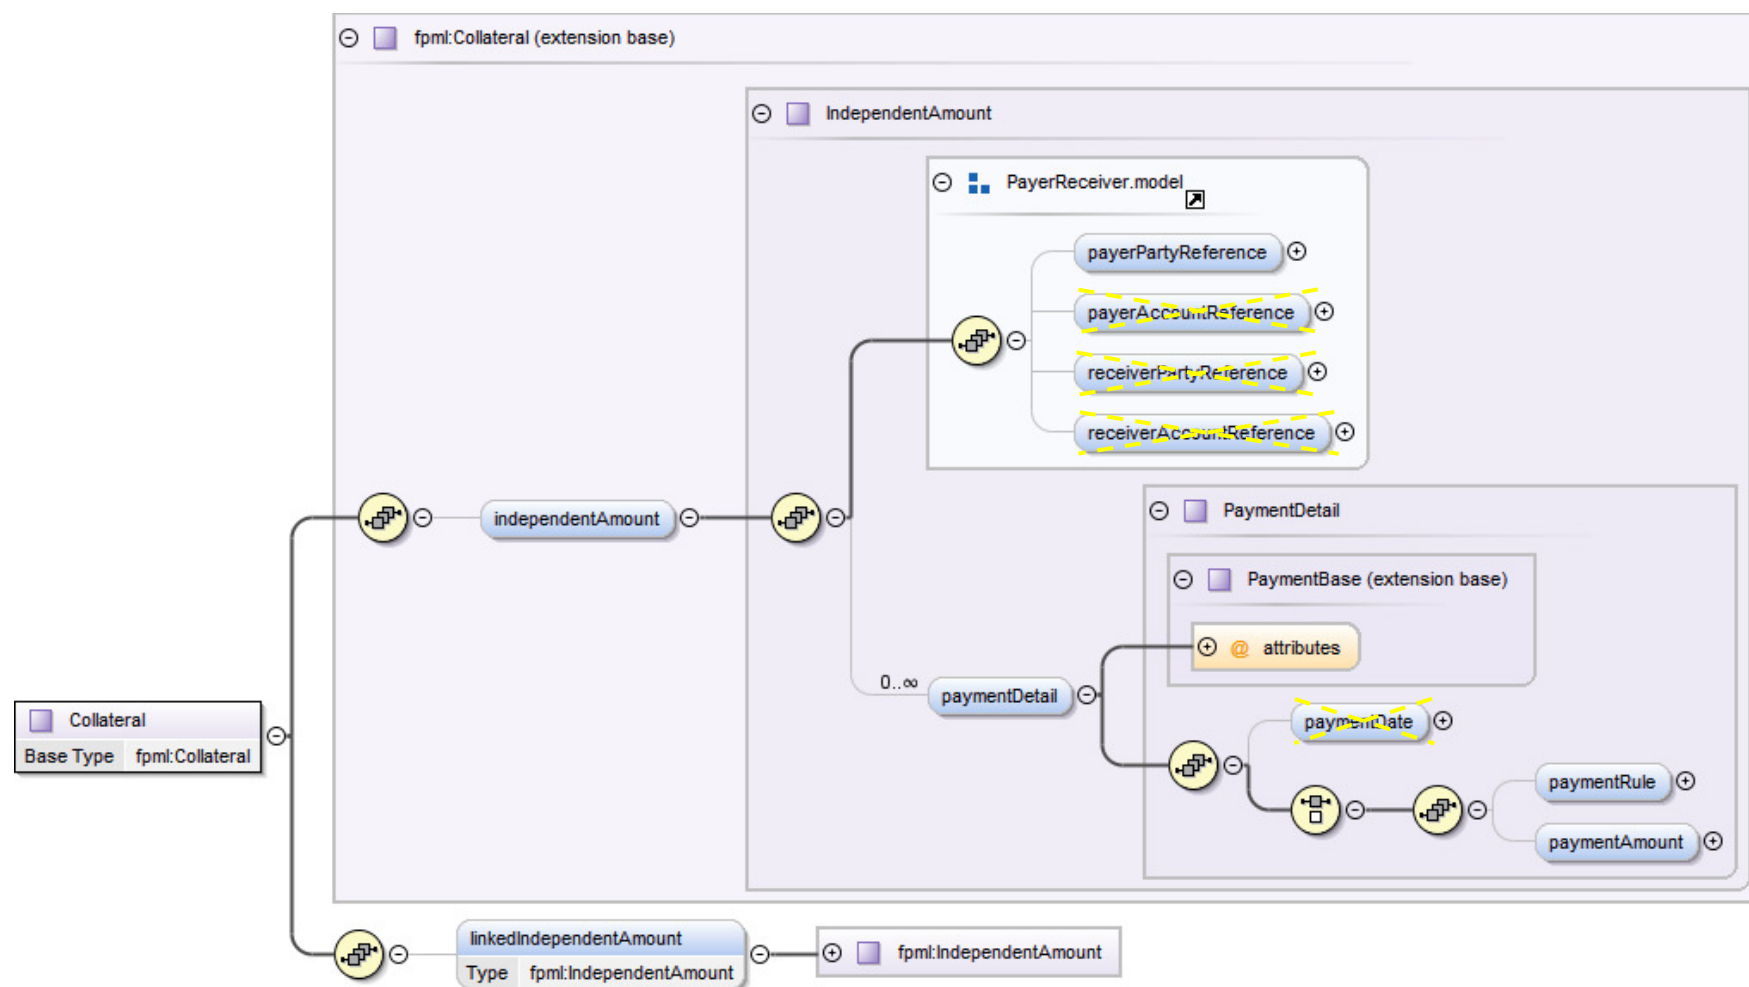 fpml:Collateral (extension base)
IndependentAmount
PayerReceiver.model
payerPartyReference
payerAccountReference
receiverPartyReference
receiverAccountReference
independentAmount
PaymentDetail
PaymentBase (extension base)
@ attributes
0..∞
paymentDetail
paymentDate
Collateral
Base Type fpml:Collateral
paymentRule
paymentAmount
linkedIndependentAmount
Type fpml:IndependentAmount
fpml:IndependentAmount